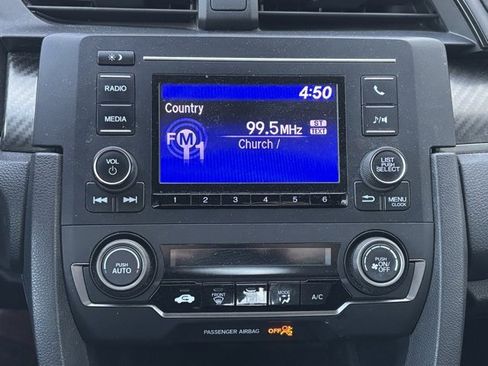 4:50
RADIO
Country
99.5MHz ST
MEDIA
TEXT
FM1
Church /
VOL
LIST
PUSH
SELECT
1 2 3 4 5 6
MENU
CLOCK
PUSH
AUTO
PUSH
ON/
OFF
FRONT
MODE
A/C
PASSENGER AIRBAG OFF